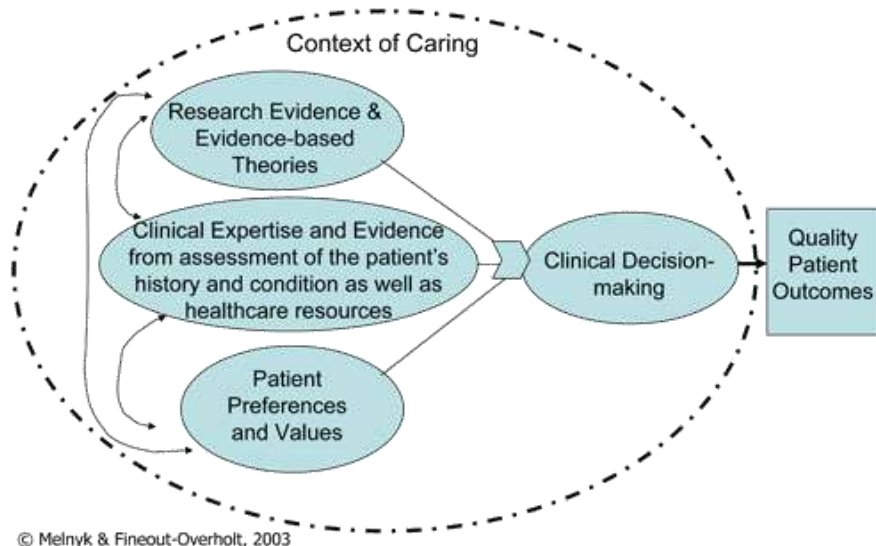 Context of Caring
Research Evidence &
Evidence-based
Theories
Clinical Expertise and Evidence
from assessment of the patient's
history and condition as well as
healthcare resources
Patient
Preferences
and Values
Clinical Decision-
making
Quality
Patient
Outcomes
© Melnyk & Fineout-Overholt, 2003